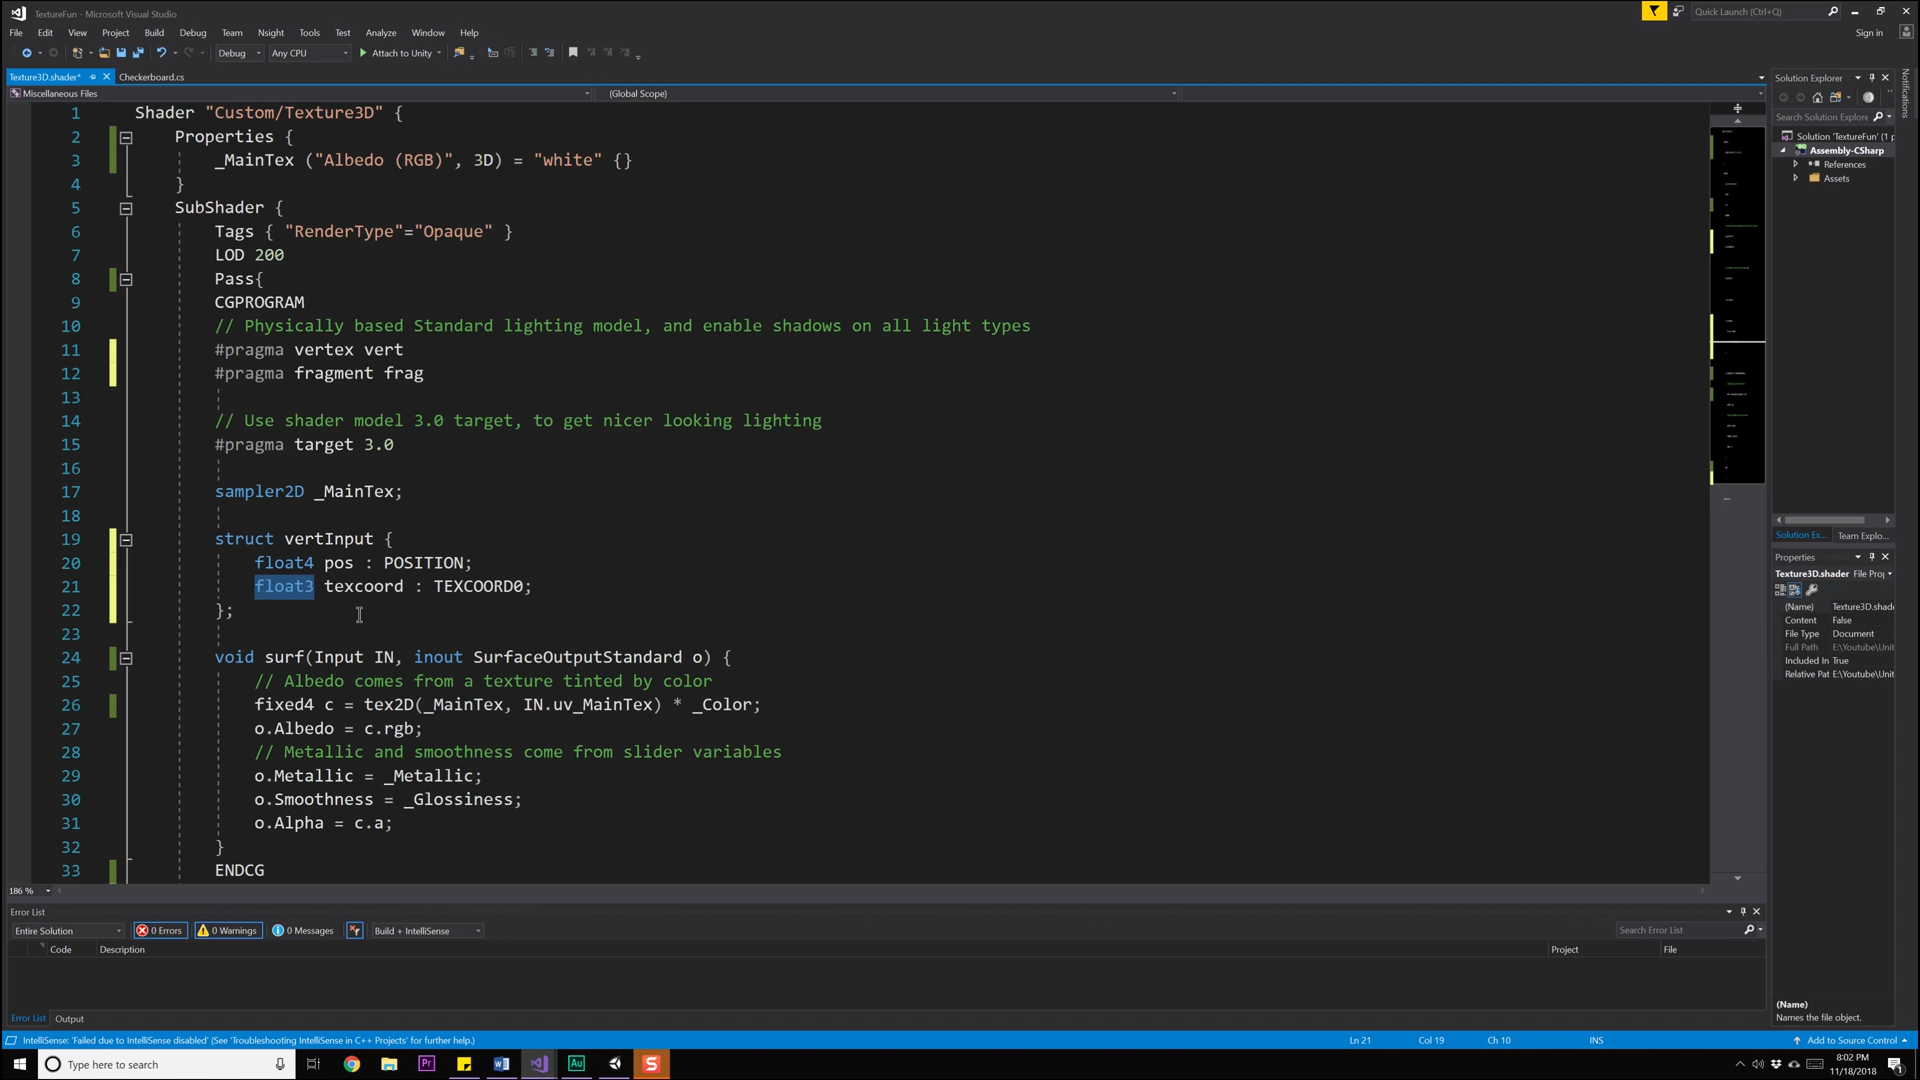 TextureFun - Microsoft Visual Studio
Quick Launch (Ctrl+Q)
File Edit View Project Build Debug Team Nsight Tools Test Analyze Window Help
Sign in
Debug Any CPU Attach to Unity
Texture3D.shader* Checkerboard.cs
Miscellaneous Files (Global Scope)
1 Shader "Custom/Texture3D" {
2 Properties {
3 _MainTex ("Albedo (RGB)", 3D) = "white" {}
4 }
5 SubShader {
6 Tags { "RenderType"="Opaque" }
7 LOD 200
8 Pass{
9 CGPROGRAM
10 // Physically based Standard lighting model, and enable shadows on all light types
11 #pragma vertex vert
12 #pragma fragment frag
13
14 // Use shader model 3.0 target, to get nicer looking lighting
15 #pragma target 3.0
16
17 sampler2D _MainTex;
18
19 struct vertInput {
20 float4 pos : POSITION;
21 float3 texcoord : TEXCOORD0;
22 };
23
24 void surf(Input IN, inout SurfaceOutputStandard o) {
25 // Albedo comes from a texture tinted by color
26 fixed4 c = tex2D(_MainTex, IN.uv_MainTex) * _Color;
27 o.Albedo = c.rgb;
28 // Metallic and smoothness come from slider variables
29 o.Metallic = _Metallic;
30 o.Smoothness = _Glossiness;
31 o.Alpha = c.a;
32 }
33 ENDCG
186 %
Solution Explorer
Search Solution Explore
Solution 'TextureFun' (1 p
Assembly-CSharp
References
Assets
Solution Ex... Team Explo...
Properties
Texture3D.shader File Pro
(Name) Texture3D.shade
Content False
File Type Document
Full Path E:\Youtube\Unit
Included In True
Relative Pat E:\Youtube\Unit
(Name)
Names the file object.
Notifications
Error List
Entire Solution 0 Errors 0 Warnings 0 Messages Build + IntelliSense Search Error List
Code Description Project File
Error List Output
IntelliSense: 'Failed due to IntelliSense disabled' (See 'Troubleshooting IntelliSense in C++ Projects' for further help.) Ln 21 Col 19 Ch 10 INS Add to Source Control
Type here to search
Pr W Au S
8:02 PM
11/18/2018
1